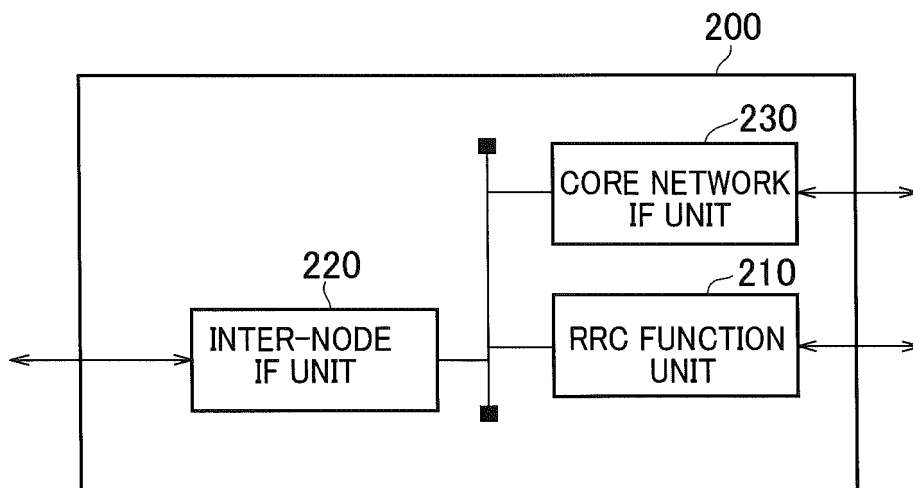 200
230
CORE NETWORK
IF UNIT
220
210
INTER-NODE
IF UNIT
RRC FUNCTION
UNIT